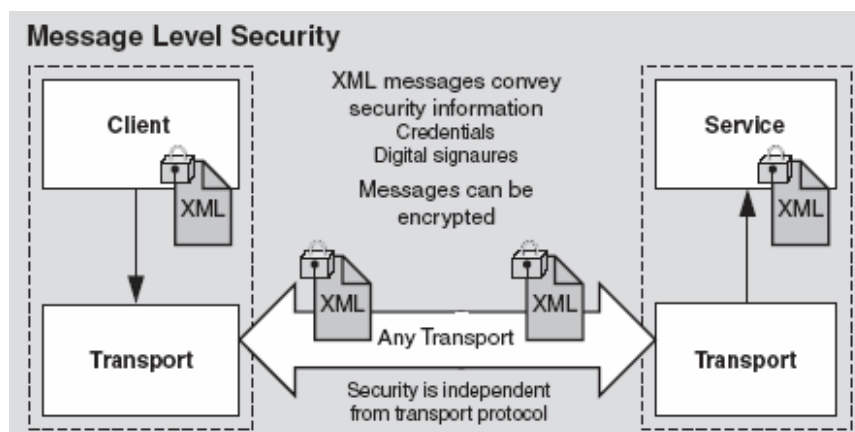 Message Level Security
Client
XML
Transport
XML messages convey
security information
Credentials
Digital signaures
Messages can be
encrypted
XML
XML
Any Transport
Security is independent
from transport protocol
Service
XML
Transport